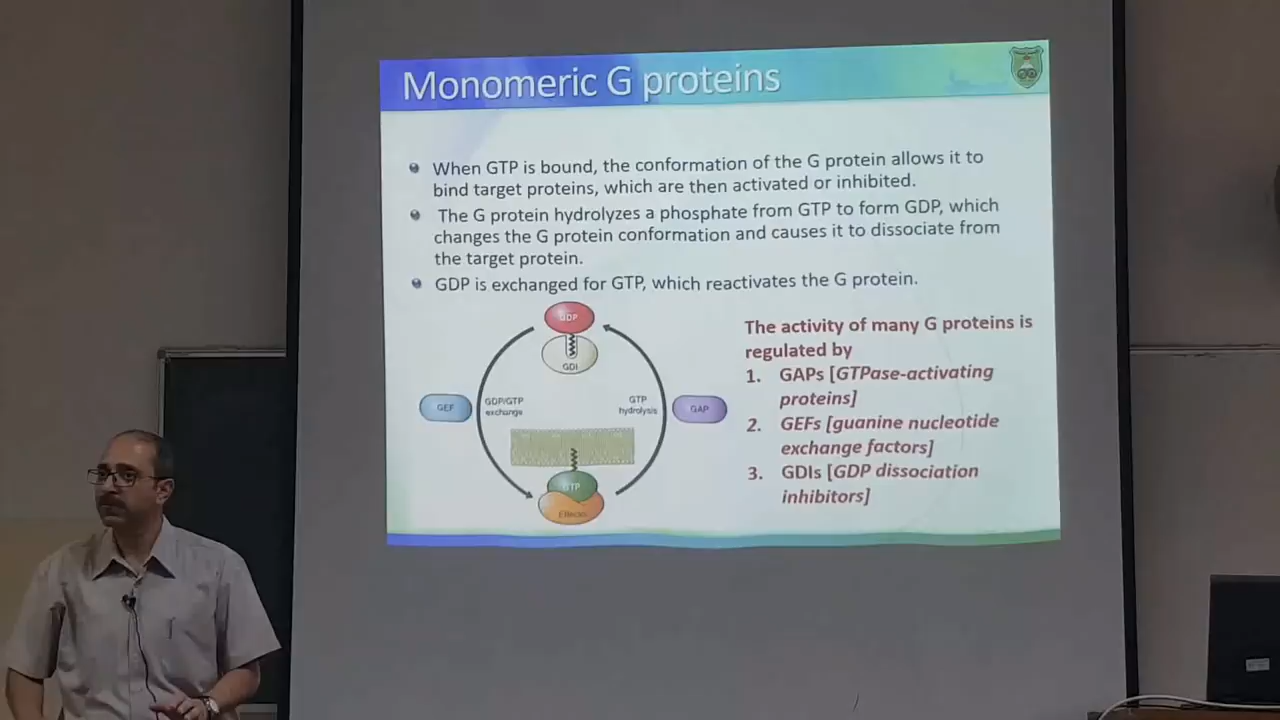 Monomeric G proteins
When GTP is bound, the conformation of the G protein allows it to
bind target proteins, which are then activated or inhibited.
The G protein hydrolyzes a phosphate from GTP to form GDP, which
changes the G protein conformation and causes it to dissociate from
the target protein.
GDP is exchanged for GTP, which reactivates the G protein.
GDP
GDI
GEF
GDP/GTP
exchange
GTP
hydrolysis
GAP
GTP
Effector
The activity of many G proteins is
regulated by
1. GAPs [GTPase-activating
proteins]
2. GEFs [guanine nucleotide
exchange factors]
3. GDIs [GDP dissociation
inhibitors]